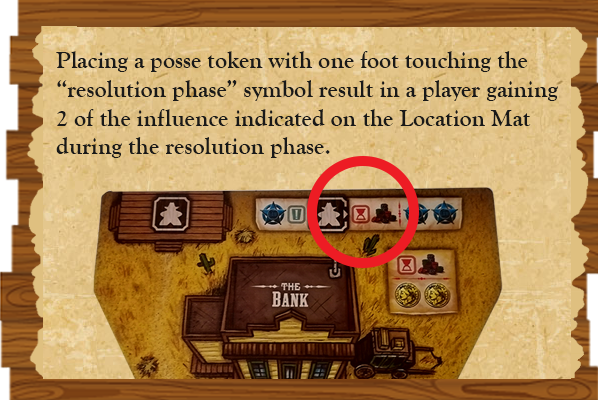 Placing a posse token with one foot touching the
“resolution phase” symbol result in a player gaining
2 of the influence indicated on the Location Mat
during the resolution phase.
THE
BANK